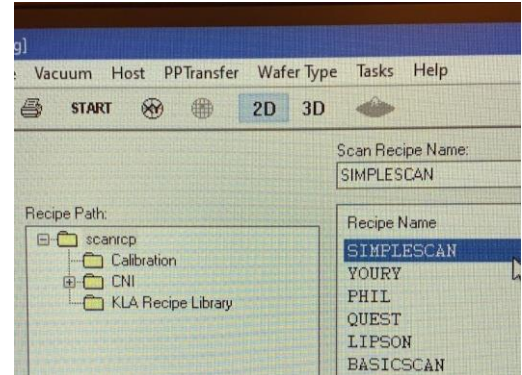 g]
Vacuum Host PPTransfer Wafer Type Tasks Help
START XY 2D 3D
Scan Recipe Name:
SIMPLESCAN
Recipe Path:
scanrcp
Calibration
CNI
KLA Recipe Library
Recipe Name
SIMPLESCAN
YOURY
PHIL
QUEST
LIPSON
BASICSCAN